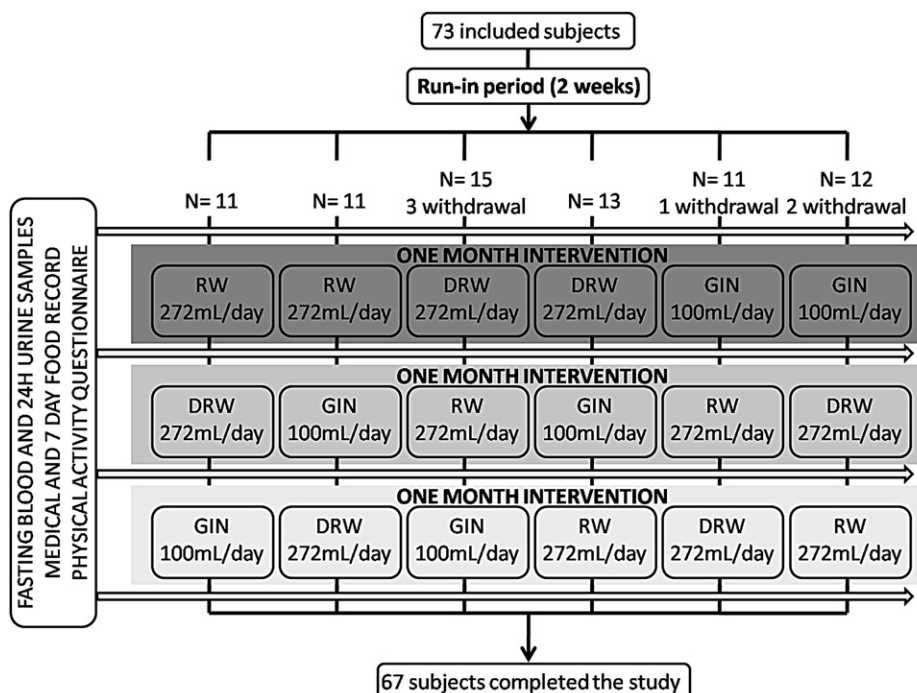 73 included subjects
Run-in period (2 weeks)
N= 11
N= 11
N= 15
3 withdrawal
N= 13
N= 11
1 withdrawal
N= 12
2 withdrawal
FASTING BLOOD AND 24H URINE SAMPLES
MEDICAL AND 7 DAY FOOD RECORD
PHYSICAL ACTIVITY QUESTIONNAIRE
ONE MONTH INTERVENTION
RW
272mL/day
RW
272mL/day
DRW
272mL/day
DRW
272mL/day
GIN
100mL/day
GIN
100mL/day
ONE MONTH INTERVENTION
DRW
272mL/day
GIN
100mL/day
RW
272mL/day
GIN
100mL/day
RW
272mL/day
DRW
272mL/day
ONE MONTH INTERVENTION
GIN
100mL/day
DRW
272mL/day
GIN
100mL/day
RW
272mL/day
DRW
272mL/day
RW
272mL/day
67 subjects completed the study